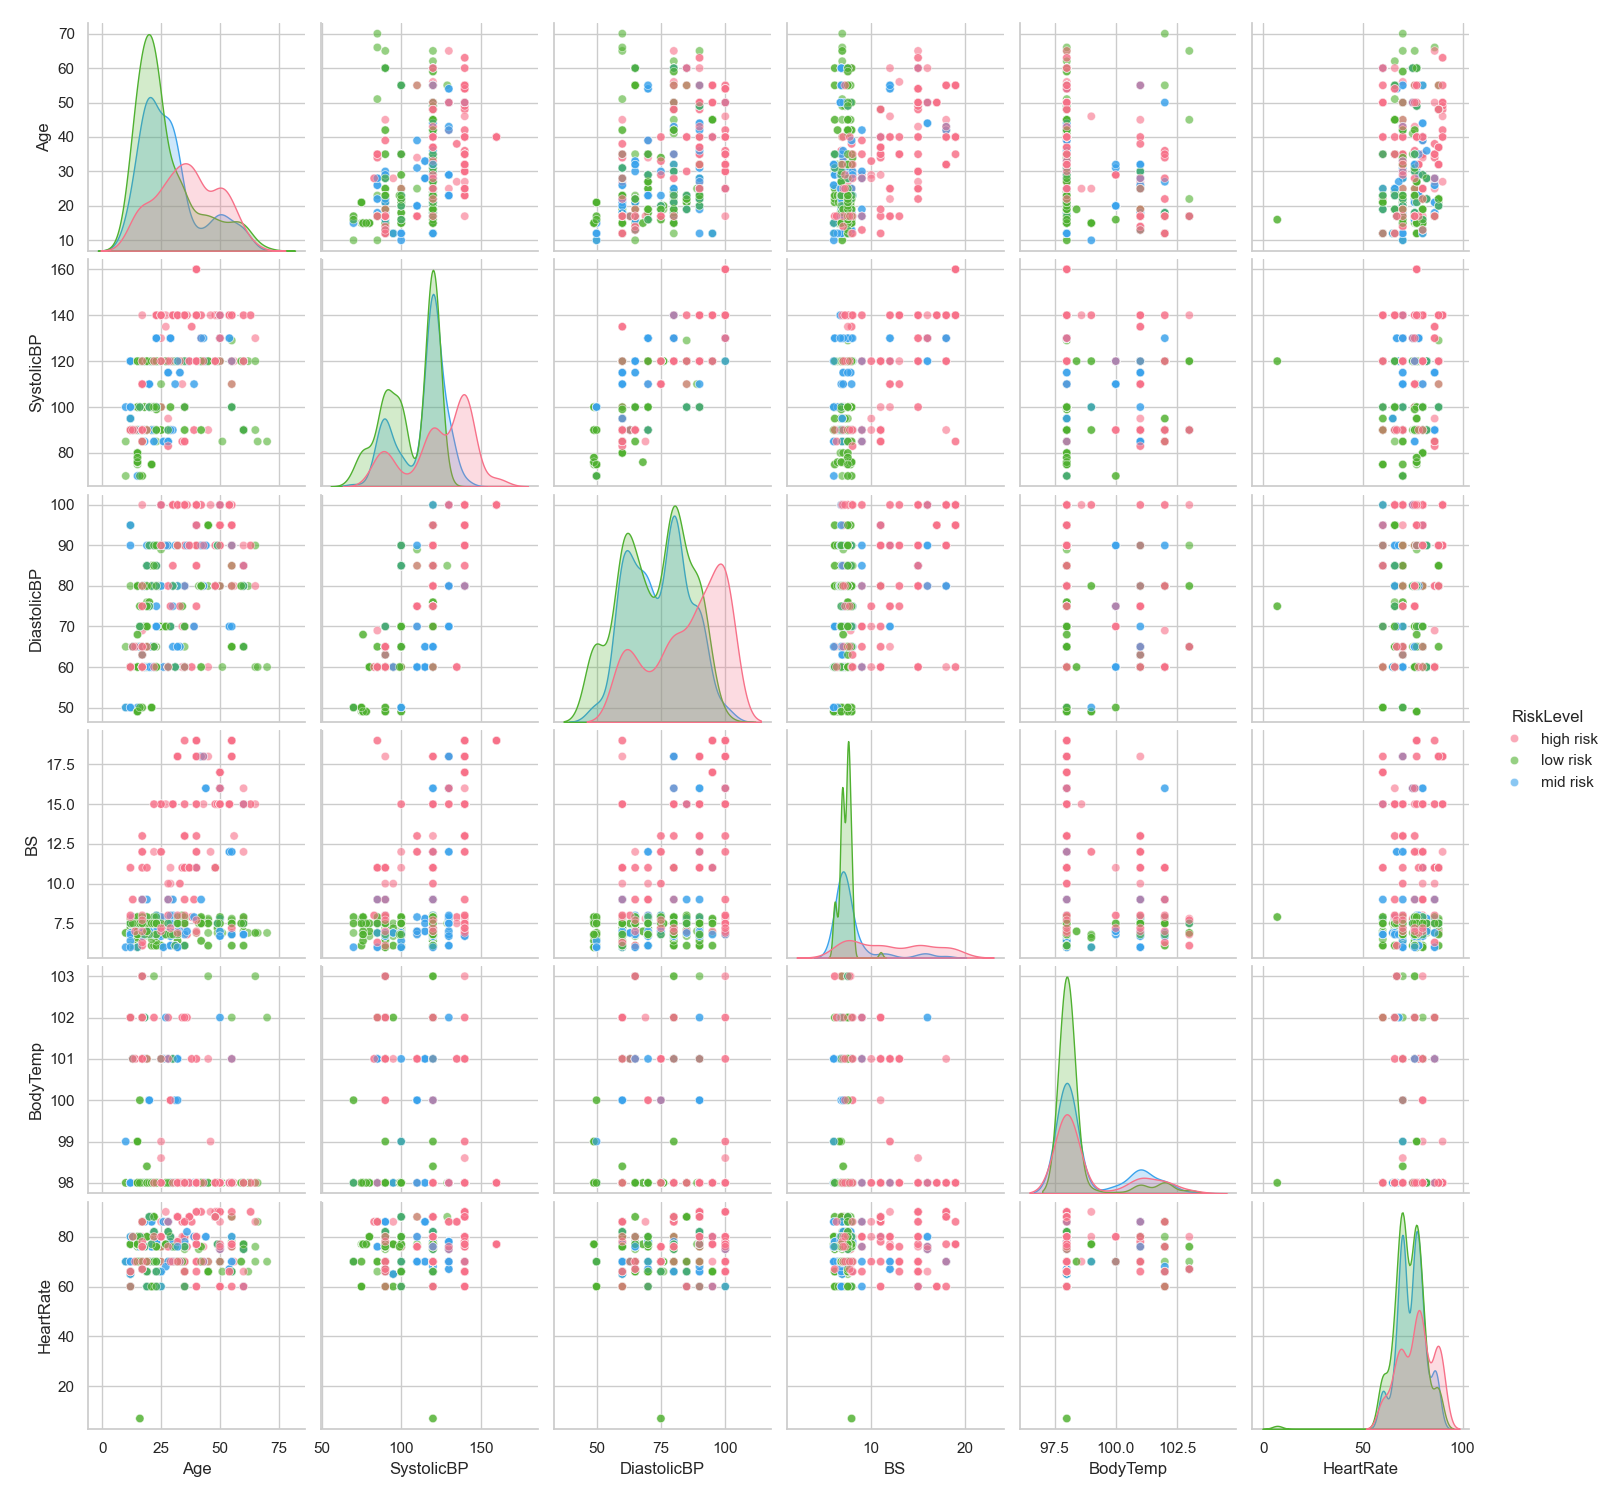 70
60
50
40
30
20
10
Age
160
140
120
100
80
SystolicBP
100
90
80
70
60
50
DiastolicBP
RiskLevel
high risk
low risk
mid risk
17.5
15.0
12.5
10.0
7.5
BS
103
102
101
100
99
98
BodyTemp
80
60
40
20
HeartRate
0 25 50 75
50 100 150
50 75 100
10 20
97.5 100.0 102.5
0 50 100
Age SystolicBP DiastolicBP BS BodyTemp HeartRate